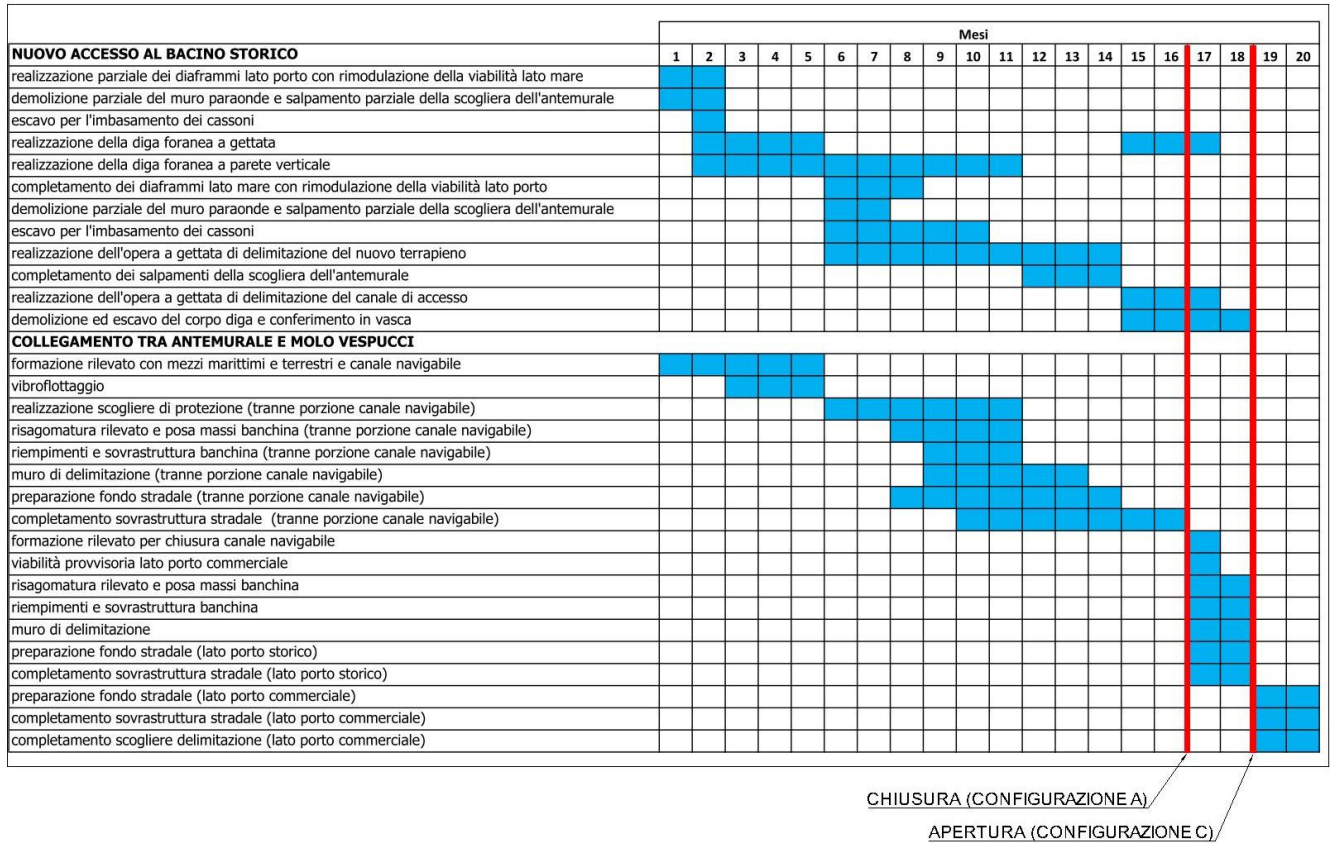 Mesi
NUOVO ACCESSO AL BACINO STORICO 1 2 3 4 5 6 7 8 9 10 11 12 13 14 15 16 17 18 19 20
realizzazione parziale dei diaframmi lato porto con rimodulazione della viabilità lato mare
demolizione parziale del muro paraonde e salpamento parziale della scogliera dell'antemurale
escavo per l'imbasamento dei cassoni
realizzazione della diga foranea a gettata
realizzazione della diga foranea a parete verticale
completamento dei diaframmi lato mare con rimodulazione della viabilità lato porto
demolizione parziale del muro paraonde e salpamento parziale della scogliera dell'antemurale
escavo per l'imbasamento dei cassoni
realizzazione dell'opera a gettata di delimitazione del nuovo terrapieno
completamento dei salpamenti della scogliera dell'antemurale
realizzazione dell'opera a gettata di delimitazione del canale di accesso
demolizione ed escavo del corpo diga e conferimento in vasca
COLLEGAMENTO TRA ANTEMURALE E MOLO VESPUCCI
formazione rilevato con mezzi marittimi e terrestri e canale navigabile
vibroflottaggio
realizzazione scogliere di protezione (tranne porzione canale navigabile)
risagomatura rilevato e posa massi banchina (tranne porzione canale navigabile)
riempimenti e sovrastruttura banchina (tranne porzione canale navigabile)
muro di delimitazione (tranne porzione canale navigabile)
preparazione fondo stradale (tranne porzione canale navigabile)
completamento sovrastruttura stradale (tranne porzione canale navigabile)
formazione rilevato per chiusura canale navigabile
viabilità provvisoria lato porto commerciale
risagomatura rilevato e posa massi banchina
riempimenti e sovrastruttura banchina
muro di delimitazione
preparazione fondo stradale (lato porto storico)
completamento sovrastruttura stradale (lato porto storico)
preparazione fondo stradale (lato porto commerciale)
completamento sovrastruttura stradale (lato porto commerciale)
completamento scogliere delimitazione (lato porto commerciale)
CHIUSURA (CONFIGURAZIONE A)
APERTURA (CONFIGURAZIONE C)